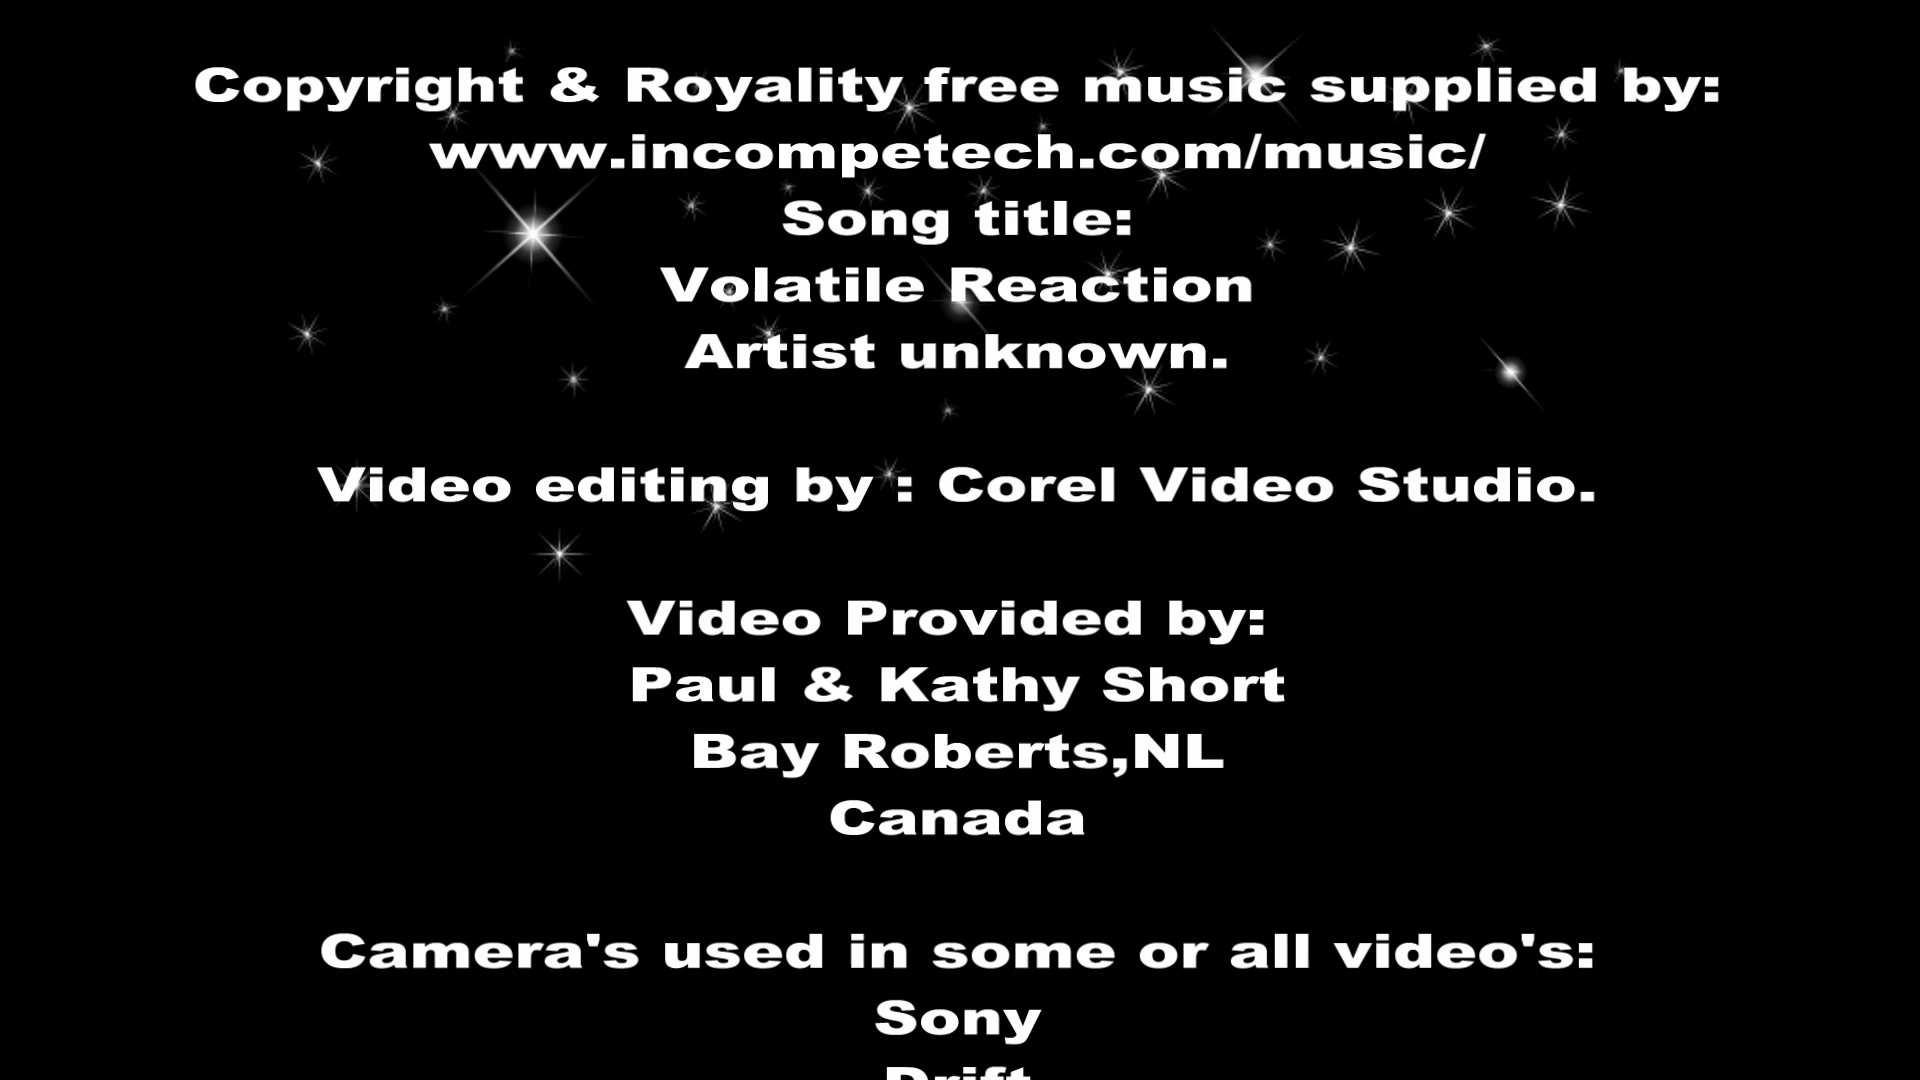 Copyright & Royality free music supplied by:
www.incompetech.com/music/
Song title:
Volatile Reaction
Artist unknown.
Video editing by : Corel Video Studio.
Video Provided by:
Paul & Kathy Short
Bay Roberts,NL
Canada
Camera's used in some or all video's:
Sony
Drift